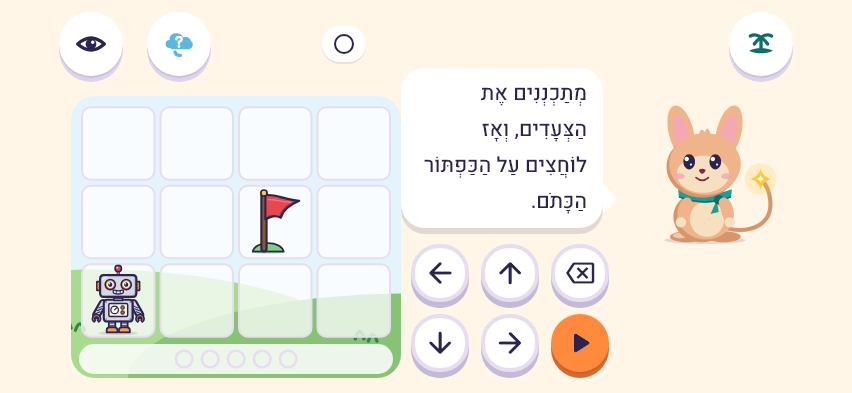 מְתַכְנְנִים אֶת
הַצְּעָדִים, וְאָז
לוֹחֲצִים עַל הַכַּפְתּוֹר
הַכָּתֹם.